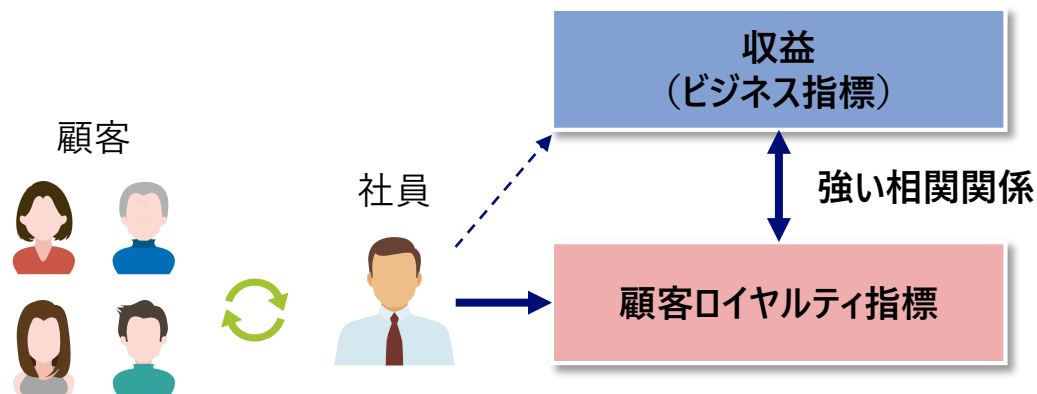 収益
(ビジネス指標)
顧客
社員
強い相関関係
顧客ロイヤルティ指標